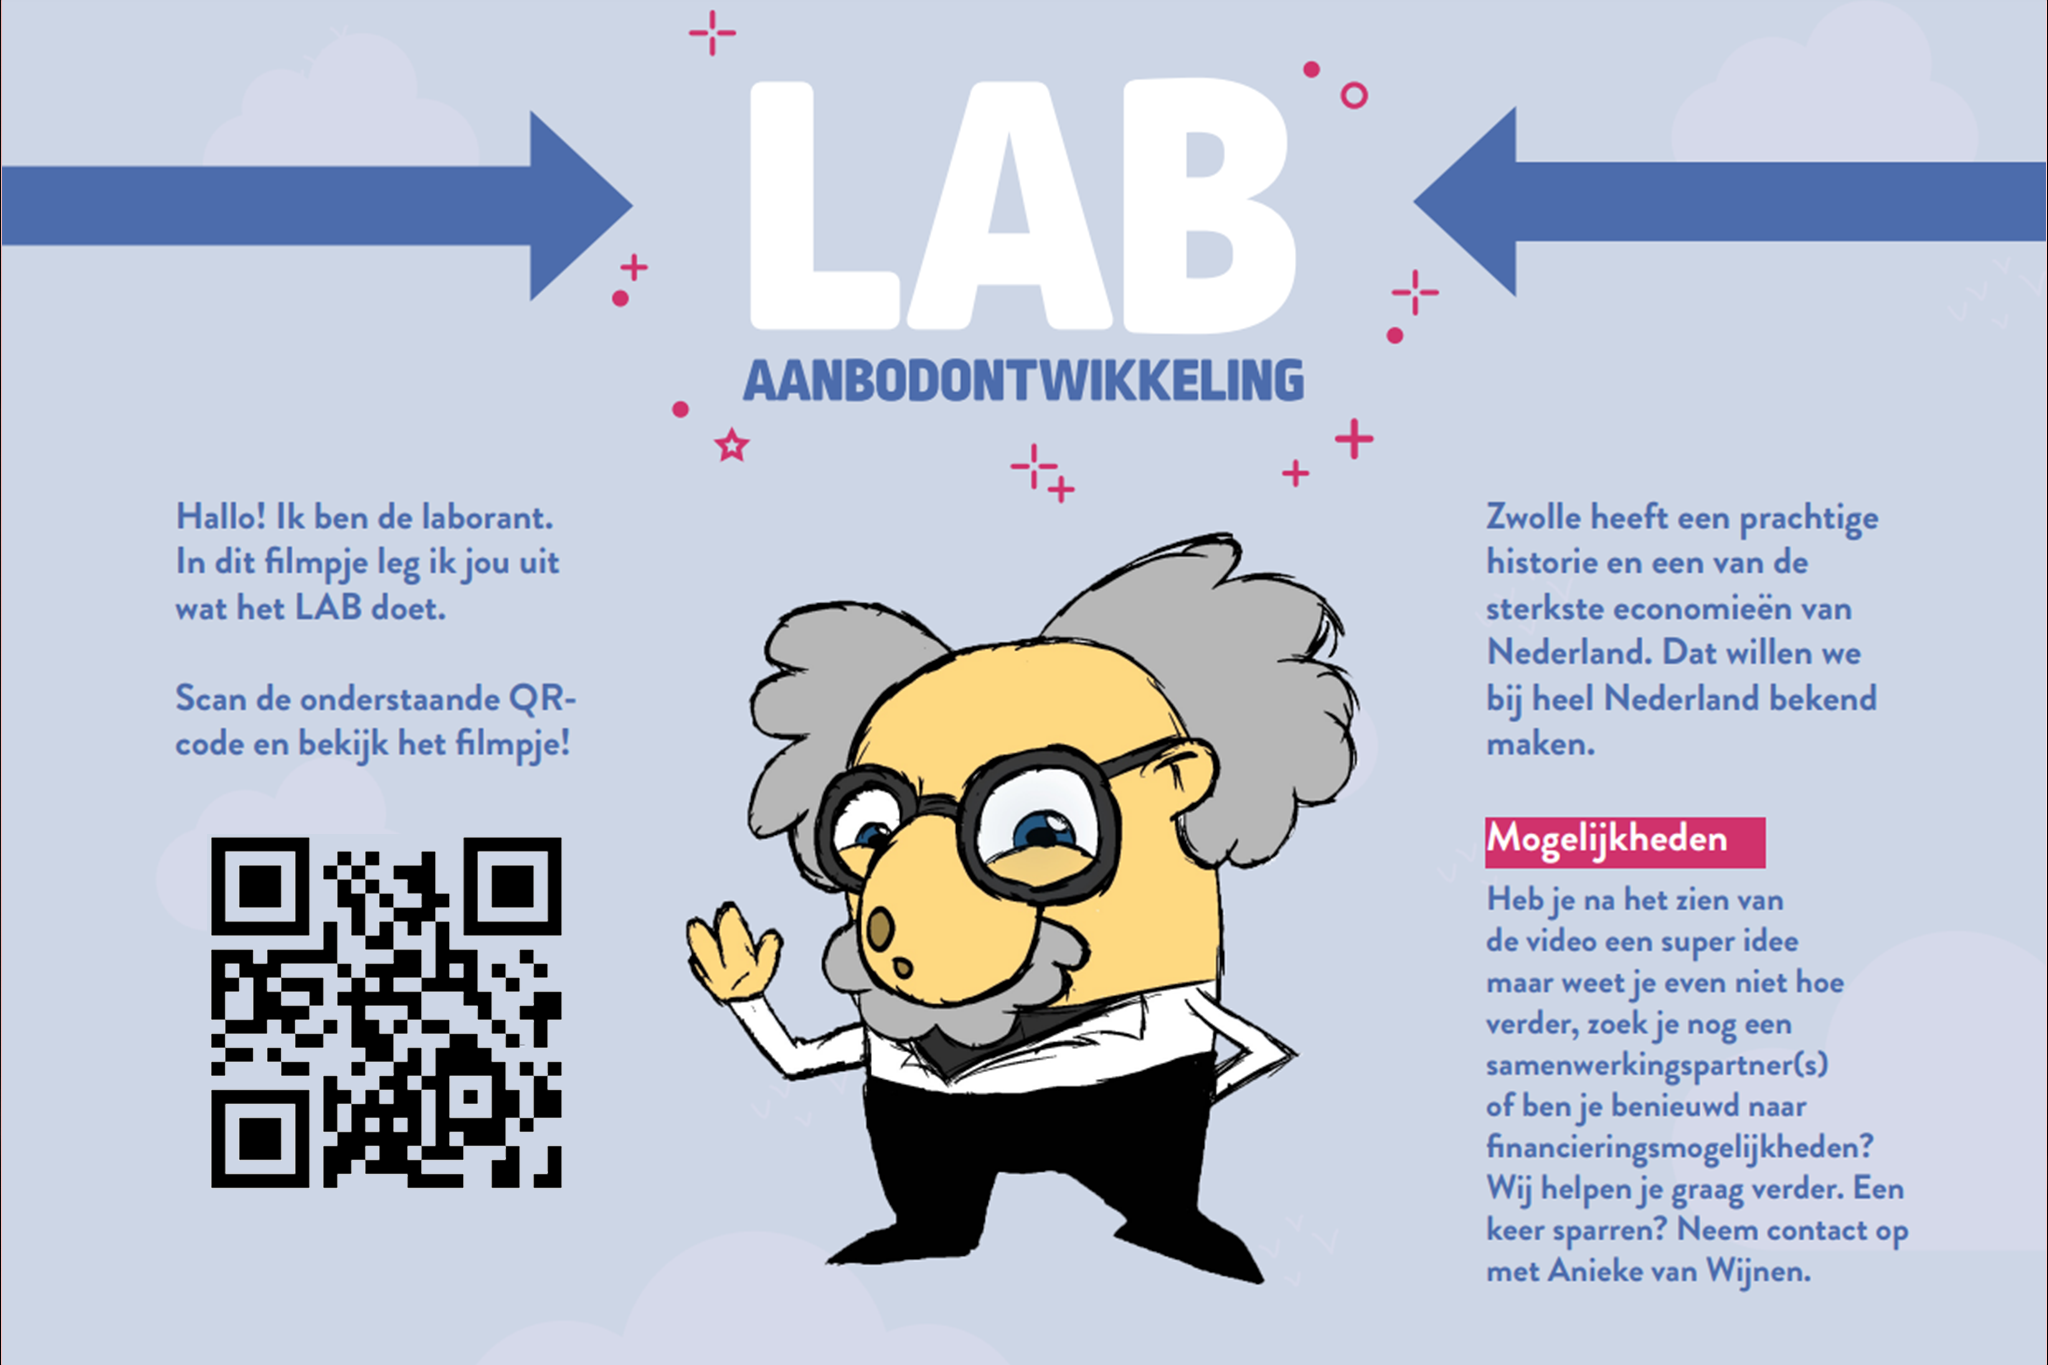 LAB
AANBODONTWIKKELING
Hallo! Ik ben de laborant.
In dit filmpje leg ik jou uit
wat het LAB doet.
Scan de onderstaande QR-
code en bekijk het filmpje!
Zwolle heeft een prachtige
historie en een van de
sterkste economieën van
Nederland. Dat willen we
bij heel Nederland bekend
maken.
Mogelijkheden
Heb je na het zien van
de video een super idee
maar weet je even niet hoe
verder, zoek je nog een
samenwerkingspartner(s)
of ben je benieuwd naar
financieringsmogelijkheden?
Wij helpen je graag verder. Een
keer sparren? Neem contact op
met Anieke van Wijnen.